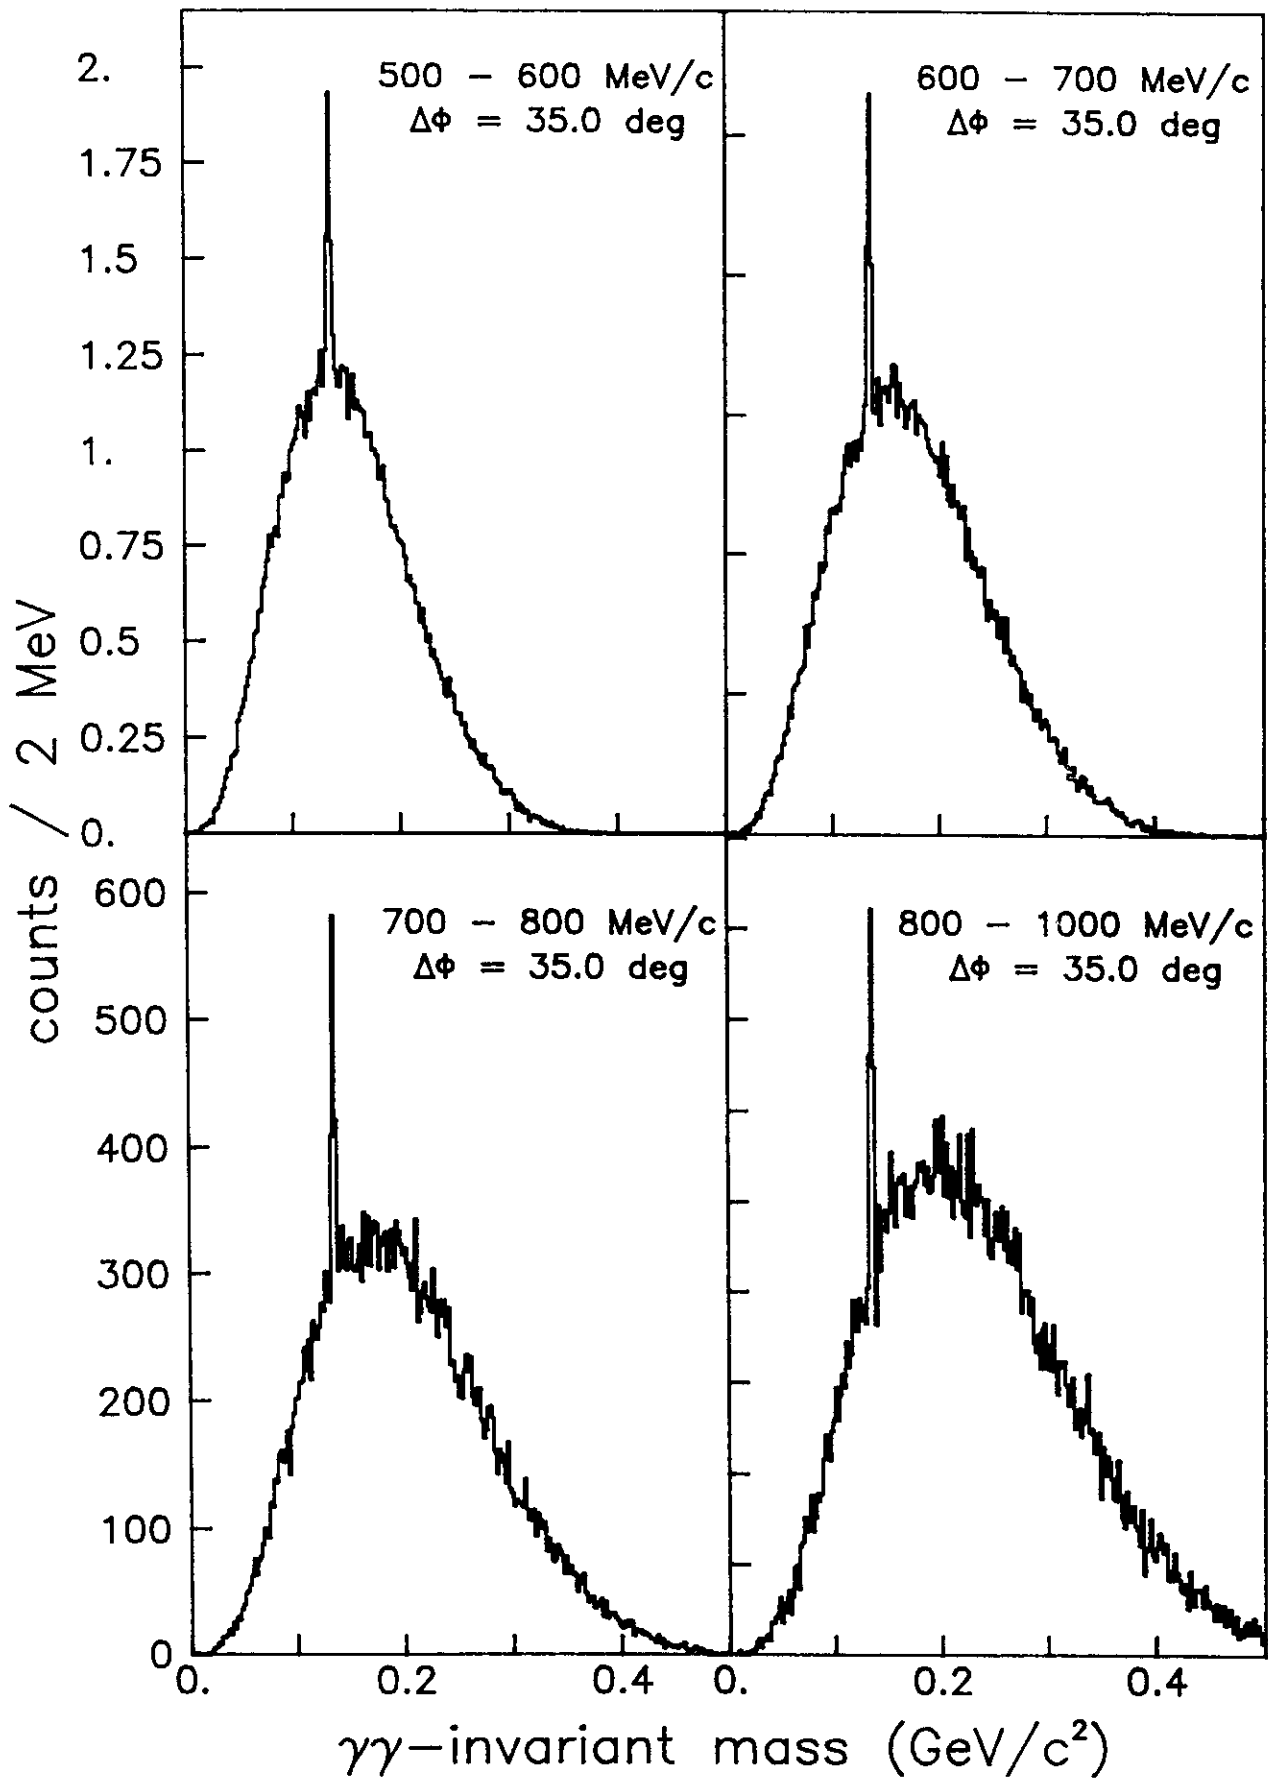 2.
1.75
1.5
1.25
1.
0.75
0.5
0.25
0.
500 – 600 MeV/c
ΔΦ = 35.0 deg
600 – 700 MeV/c
ΔΦ = 35.0 deg
counts / 2 MeV
600
500
400
300
200
100
0
700 – 800 MeV/c
ΔΦ = 35.0 deg
800 – 1000 MeV/c
ΔΦ = 35.0 deg
0. 0.2 0.4 0. 0.2 0.4
γγ–invariant mass (GeV/c²)